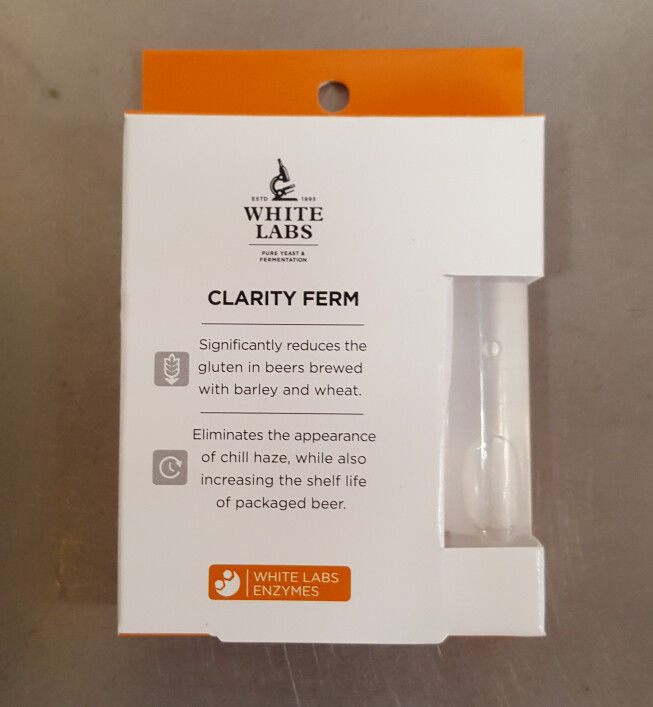 ESTD 1995
WHITE
LABS
PURE YEAST &
FERMENTATION
CLARITY FERM
Significantly reduces the
gluten in beers brewed
with barley and wheat.
Eliminates the appearance
of chill haze, while also
increasing the shelf life
of packaged beer.
WHITE LABS
ENZYMES